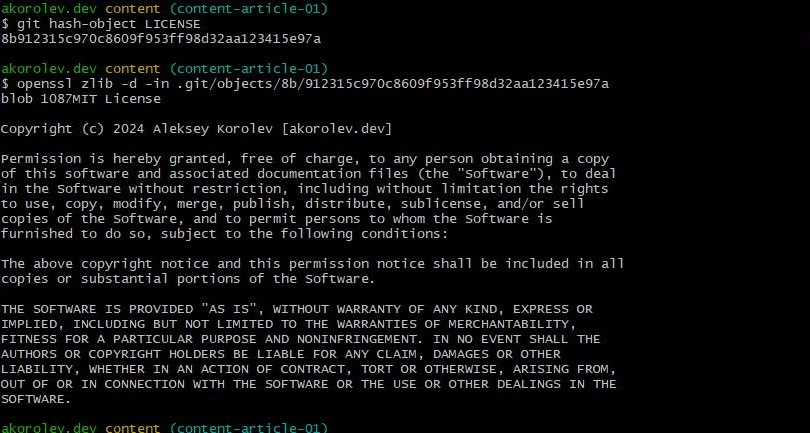 akorolev.dev content (content-article-01)
$ git hash-object LICENSE
8b912315c970c8609f953ff98d32aa123415e97a
akorolev.dev content (content-article-01)
$ openssl zlib -d -in .git/objects/8b/912315c970c8609f953ff98d32aa123415e97a
blob 1087MIT License
Copyright (c) 2024 Aleksey Korolev [akorolev.dev]
Permission is hereby granted, free of charge, to any person obtaining a copy
of this software and associated documentation files (the "Software"), to deal
in the Software without restriction, including without limitation the rights
to use, copy, modify, merge, publish, distribute, sublicense, and/or sell
copies of the Software, and to permit persons to whom the Software is
furnished to do so, subject to the following conditions:
The above copyright notice and this permission notice shall be included in all
copies or substantial portions of the Software.
THE SOFTWARE IS PROVIDED "AS IS", WITHOUT WARRANTY OF ANY KIND, EXPRESS OR
IMPLIED, INCLUDING BUT NOT LIMITED TO THE WARRANTIES OF MERCHANTABILITY,
FITNESS FOR A PARTICULAR PURPOSE AND NONINFRINGEMENT. IN NO EVENT SHALL THE
AUTHORS OR COPYRIGHT HOLDERS BE LIABLE FOR ANY CLAIM, DAMAGES OR OTHER
LIABILITY, WHETHER IN AN ACTION OF CONTRACT, TORT OR OTHERWISE, ARISING FROM,
OUT OF OR IN CONNECTION WITH THE SOFTWARE OR THE USE OR OTHER DEALINGS IN THE
SOFTWARE.
akorolev.dev content (content-article-01)